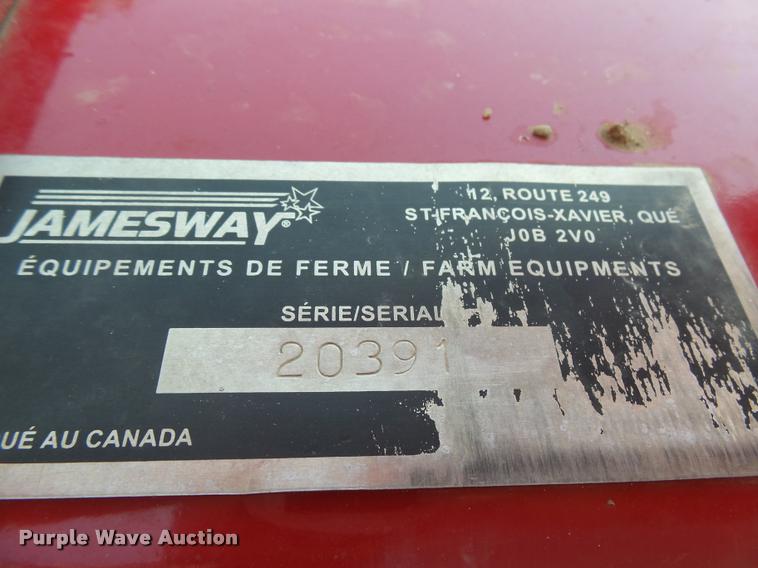 JAMESWAY®
12, ROUTE 249
ST-FRANÇOIS-XAVIER, QUÉ
J0B 2V0
ÉQUIPEMENTS DE FERME / FARM EQUIPMENTS
SÉRIE/SERIAL
20391
UÉ AU CANADA
Purple Wave Auction